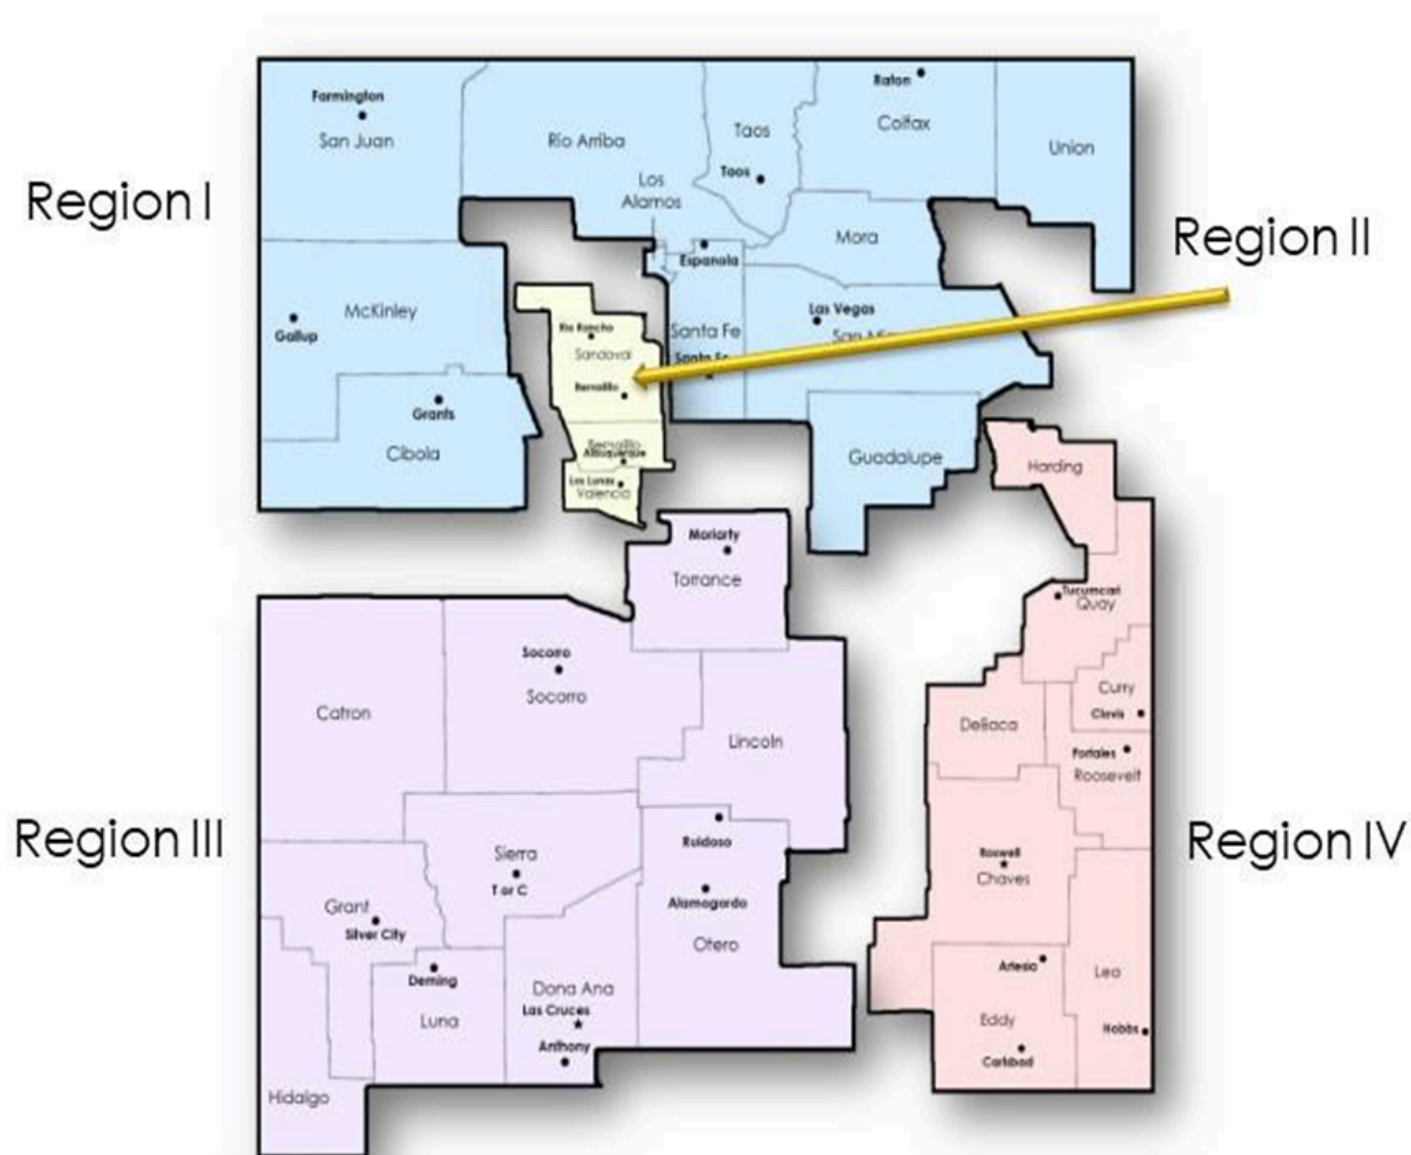 Region I
Farmington
San Juan
Rio Arriba
Los
Alamos
Taos
Taos
Raton
Colfax
Union
Mora
Espanola
McKinley
Gallup
Grants
Cibola
Santa Fe
Las Vegas
Guadalupe
Region II
Rio Rancho
Sandoval
Bernalillo
Bernalillo
Albuquerque
Los Lunas
Valencia
Region III
Moriarty
Torrance
Catron
Socorro
Socorro
Lincoln
Sierra
T or C
Ruidoso
Alamogordo
Otero
Grant
Silver City
Deming
Luna
Dona Ana
Las Cruces
Anthony
Hidalgo
Region IV
Harding
Tucumcari
Quay
Curry
Clovis
DeBaca
Portales
Roosevelt
Roswell
Chaves
Artesia
Eddy
Carlsbad
Lea
Hobbs